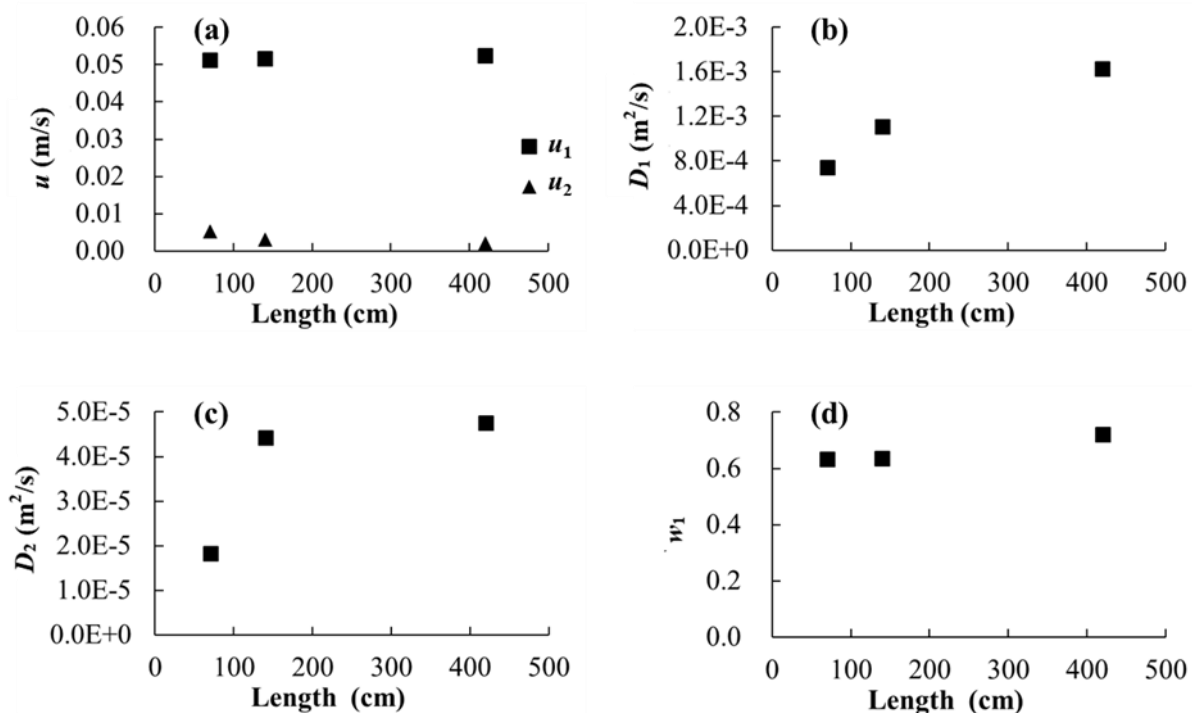 (a)
0.06
0.05
0.04
0.03
0.02
0.01
0.00
u (m/s)
0 100 200 300 400 500
Length (cm)
u₁
u₂
(b)
2.0E-3
1.6E-3
1.2E-3
8.0E-4
4.0E-4
0.0E+0
D₁ (m²/s)
0 100 200 300 400 500
Length (cm)
(c)
5.0E-5
4.0E-5
5.0E-5
2.0E-5
1.0E-5
0.0E+0
D₂ (m²/s)
0 100 200 300 400 500
Length (cm)
(d)
0.8
0.6
0.4
0.2
0.0
w₁
0 100 200 300 400 500
Length (cm)